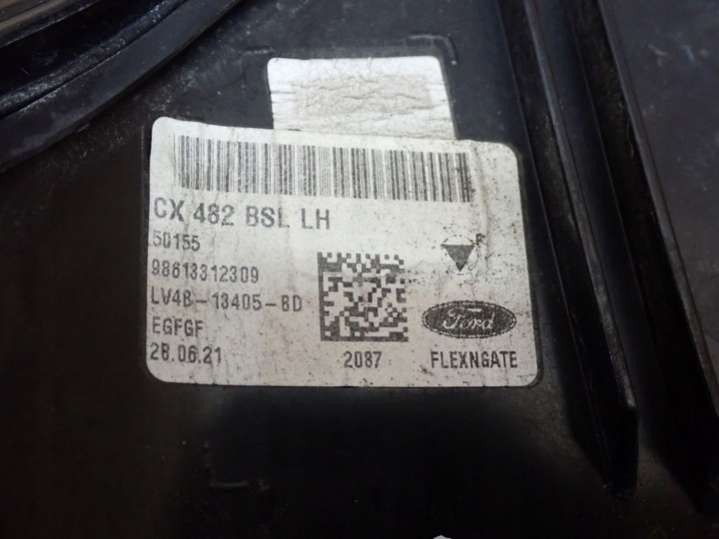 CX 482 BSL LH
50155
98613312309
LV4B-13405-BD
EGFGF
28.06.21
2087
F
Ford
FLEXNGATE